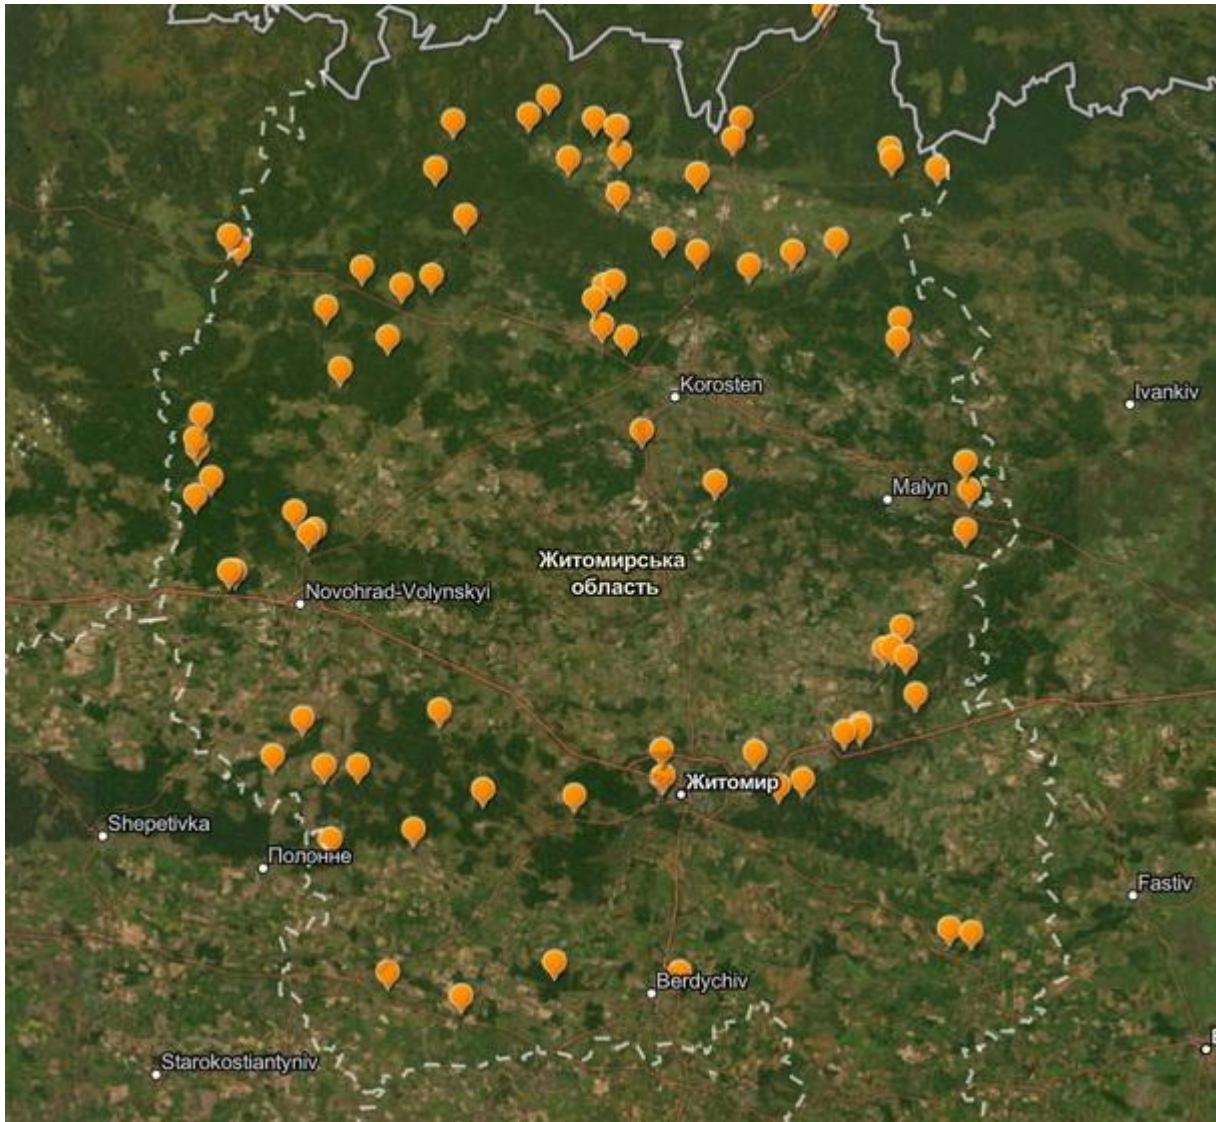 Korosten
Ivankiv
Malyn
Житомирська
область
Novohrad-Volynskyi
Житомир
Shepetivka
Полонне
Fastiv
Berdychiv
Starokostiantyniv